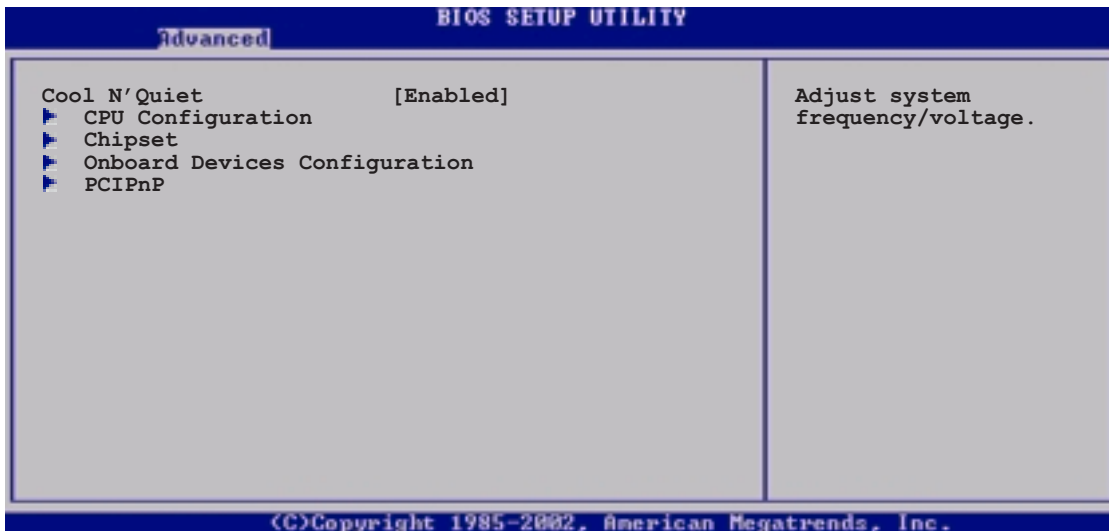 BIOS SETUP UTILITY
Advanced
Cool N'Quiet [Enabled]
CPU Configuration
Chipset
Onboard Devices Configuration
PCIPnP
Adjust system
frequency/voltage.
(C)Copyright 1985-2002, American Megatrends, Inc.